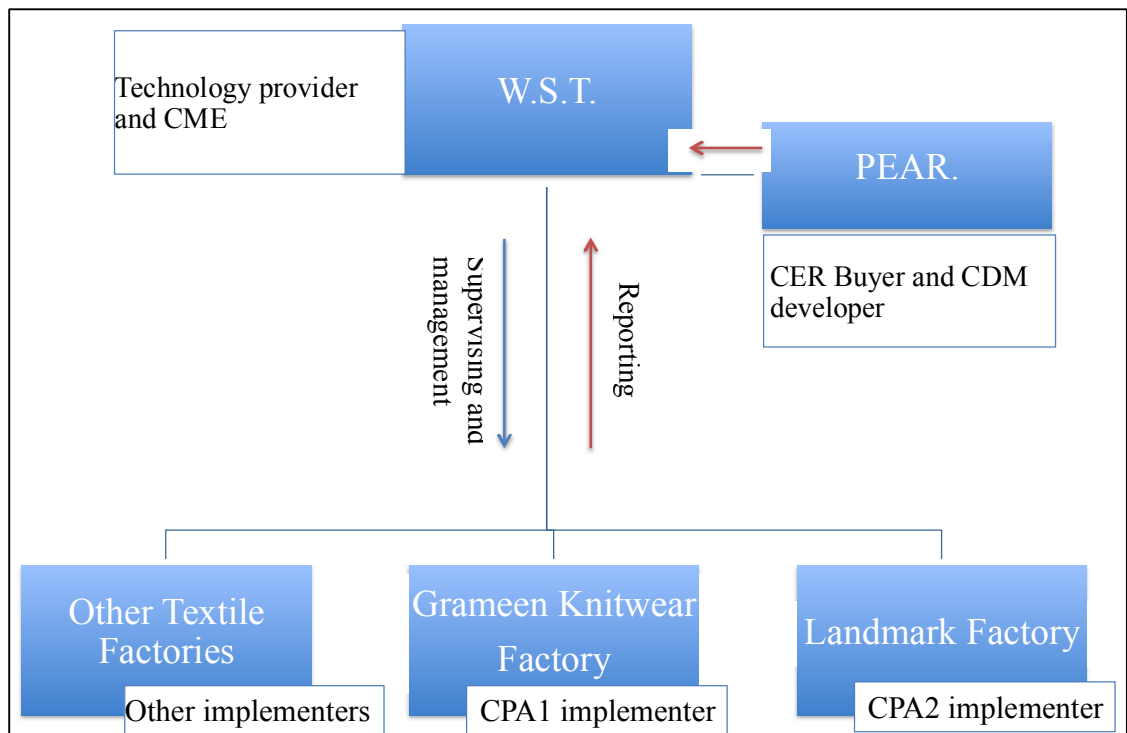 Technology provider
and CME
W.S.T.
PEAR.
CER Buyer and CDM
developer
Supervising and
management
Reporting
Other Textile
Factories
Other implementers
Grameen Knitwear
Factory
CPA1 implementer
Landmark Factory
CPA2 implementer